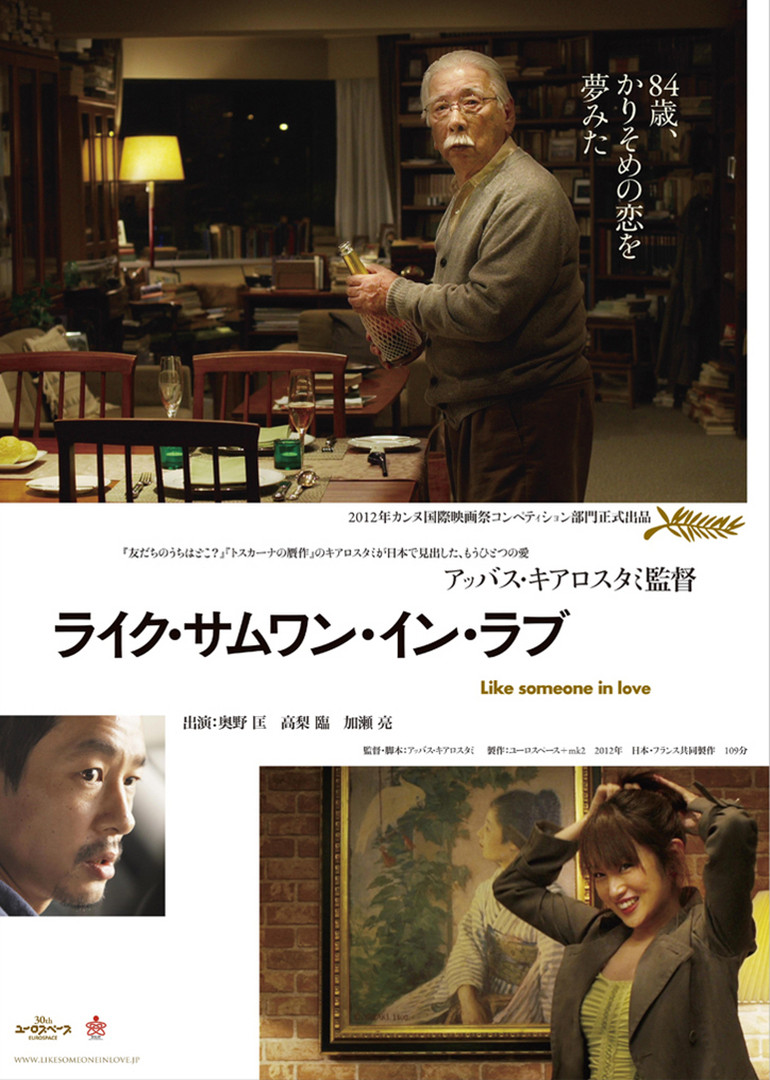 84歳、
かりそめの恋を
夢みた
2012年カンヌ国際映画祭コンペティション部門正式出品
『友だちのうちはどこ？』『トスカーナの贋作』のキアロスタミが日本で見出した、もうひとつの愛
アッバス・キアロスタミ監督
ライク・サムワン・イン・ラブ
Like someone in love
出演：奥野 匡　高梨 臨　加瀬 亮
監督・脚本：アッバス・キアロスタミ　製作：ユーロスペース＋mk2　2012年　日本・フランス共同製作　109分
30th
ユーロスペース
EUROSPACE
WWW.LIKESOMEONEINLOVE.JP